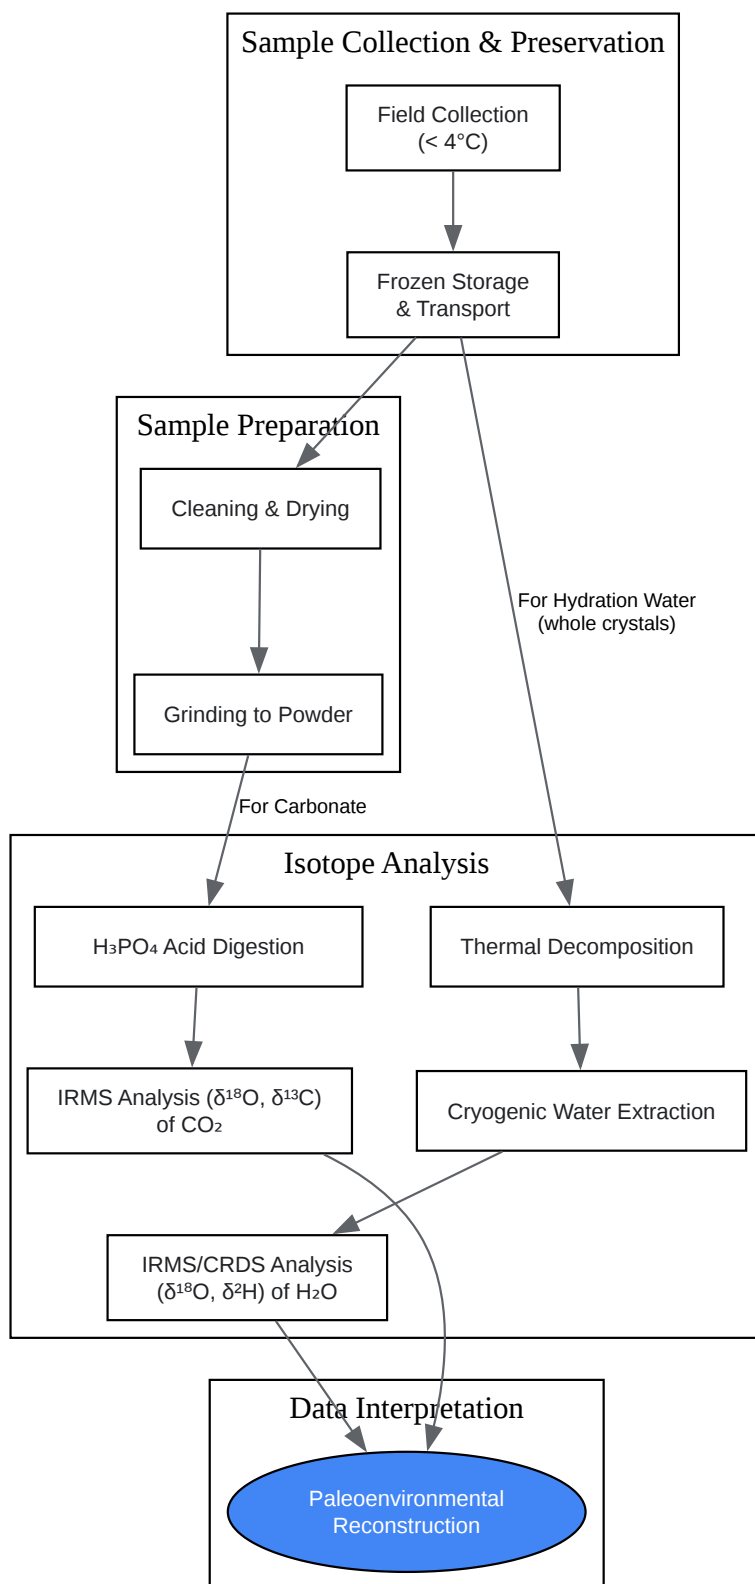 Sample Collection & Preservation
Field Collection
(< 4°C)
Frozen Storage
& Transport
Sample Preparation
Cleaning & Drying
For Hydration Water
(whole crystals)
Grinding to Powder
For Carbonate
Isotope Analysis
H₃PO₄ Acid Digestion
Thermal Decomposition
IRMS Analysis (δ¹⁸O, δ¹³C)
of CO₂
Cryogenic Water Extraction
IRMS/CRDS Analysis
(δ¹⁸O, δ²H) of H₂O
Data Interpretation
Paleoenvironmental
Reconstruction